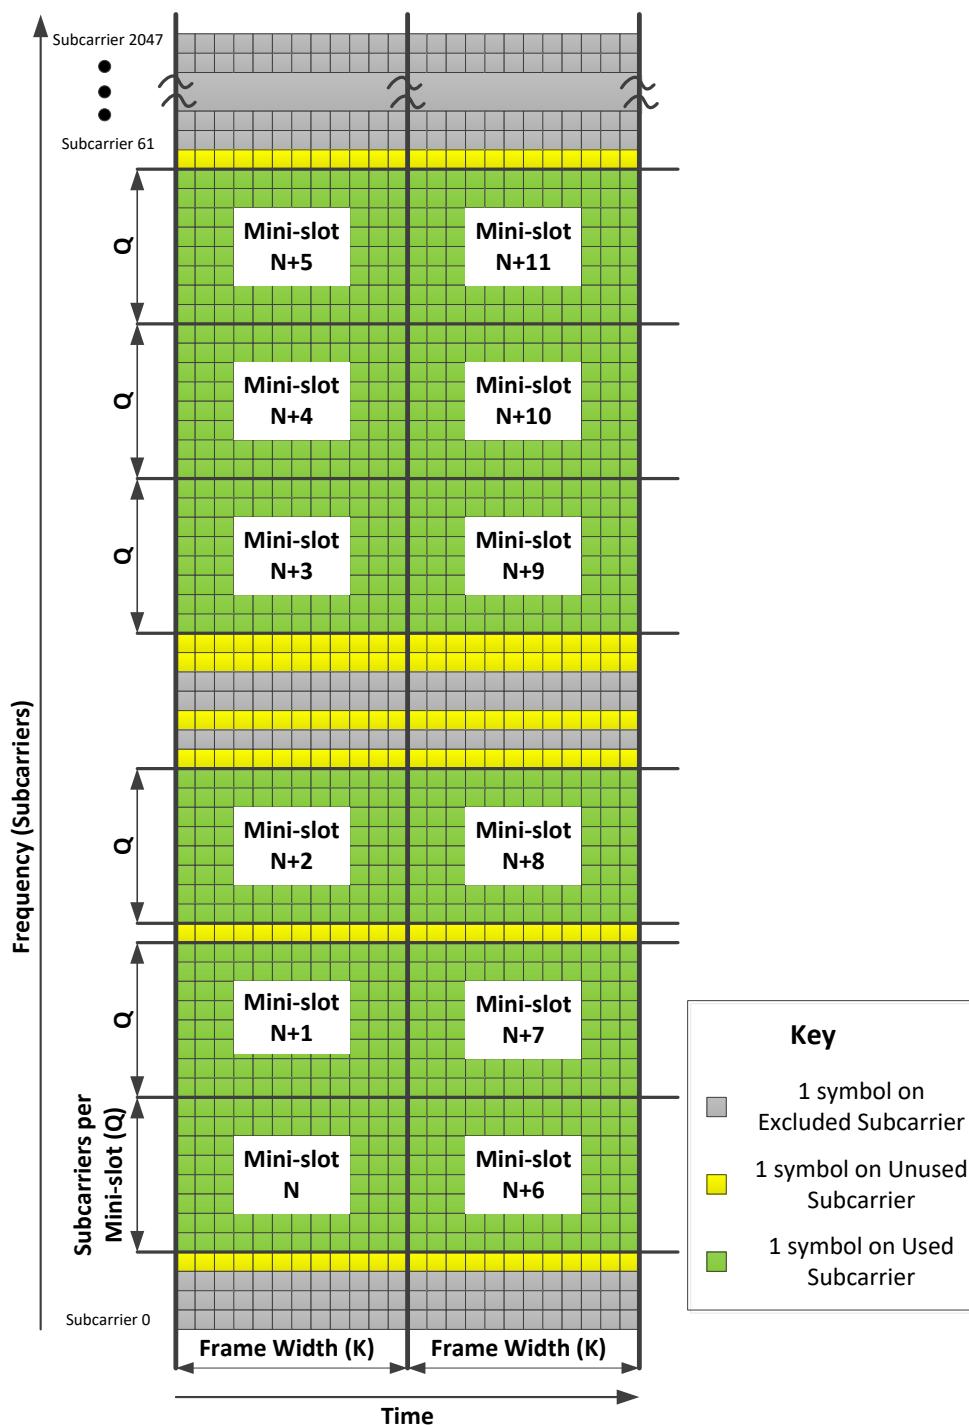 Subcarrier 2047
Subcarrier 61
Q
Mini-slot
N+5
Mini-slot
N+11
Q
Mini-slot
N+4
Mini-slot
N+10
Q
Mini-slot
N+3
Mini-slot
N+9
Frequency (Subcarriers)
Q
Mini-slot
N+2
Mini-slot
N+8
Q
Mini-slot
N+1
Mini-slot
N+7
Subcarriers per
Mini-slot (Q)
Mini-slot
N
Mini-slot
N+6
Subcarrier 0
Frame Width (K)
Frame Width (K)
Time
Key
1 symbol on
Excluded Subcarrier
1 symbol on Unused
Subcarrier
1 symbol on Used
Subcarrier